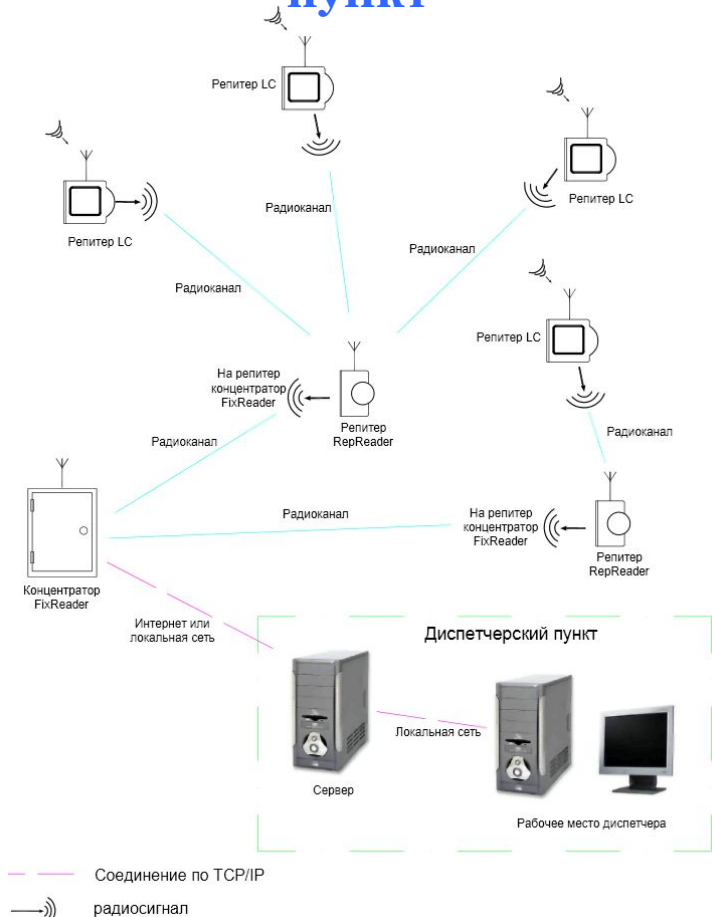 пункт
Репитер LC
Репитер LC
Репитер LC
Радиоканал
Радиоканал
Радиоканал
Репитер LC
На репитер
концентратор
FixReader
Репитер
RepReader
Радиоканал
Радиоканал
Радиоканал
На репитер
концентратор
FixReader
Репитер
RepReader
Концентратор
FixReader
Интернет или
локальная сеть
Диспетчерский пункт
Локальная сеть
Сервер
Рабочее место диспетчера
Соединение по TCP/IP
радиосигнал